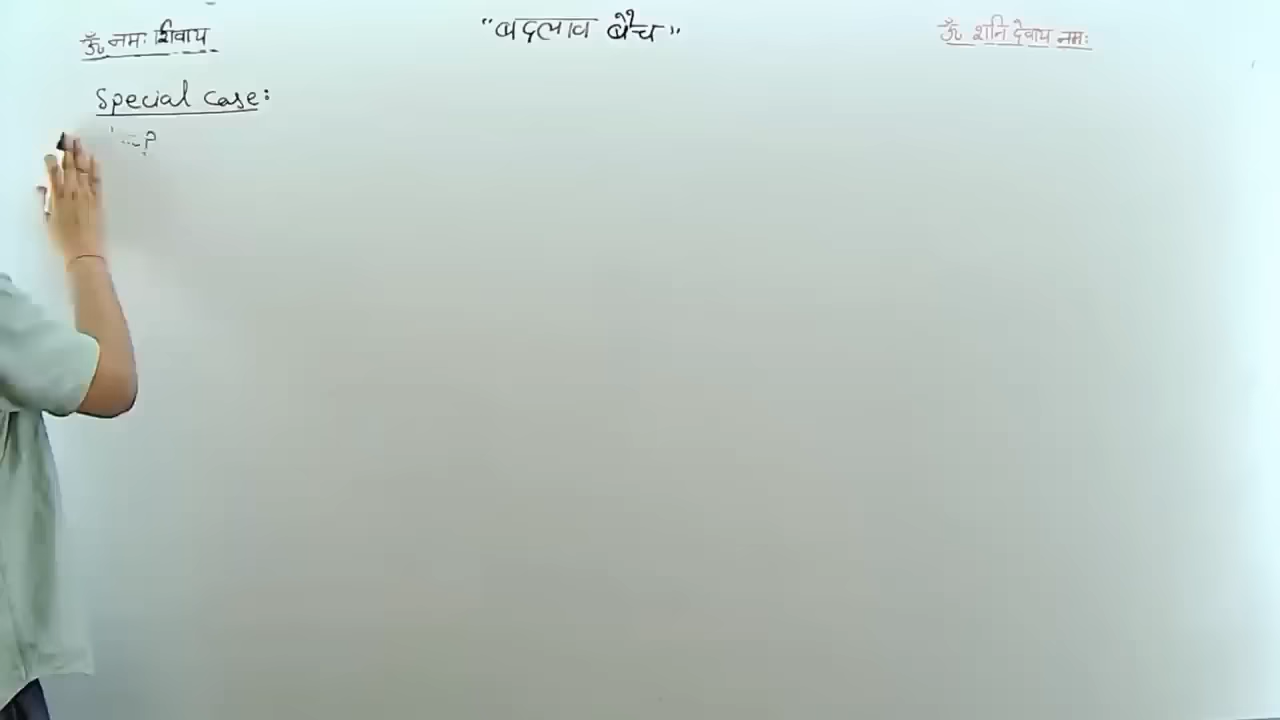 ॐ नमः शिवाय
"बदलाव बैच"
ॐ शनि देवाय नमः
Special Case: